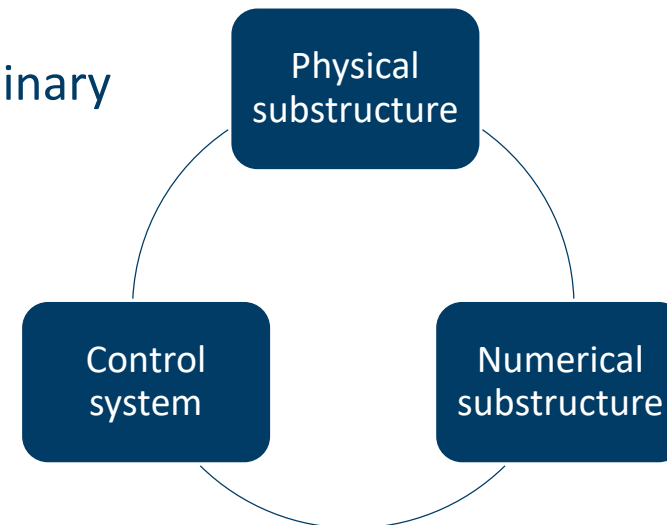 inary
Physical
substructure
Control
system
Numerical
substructure